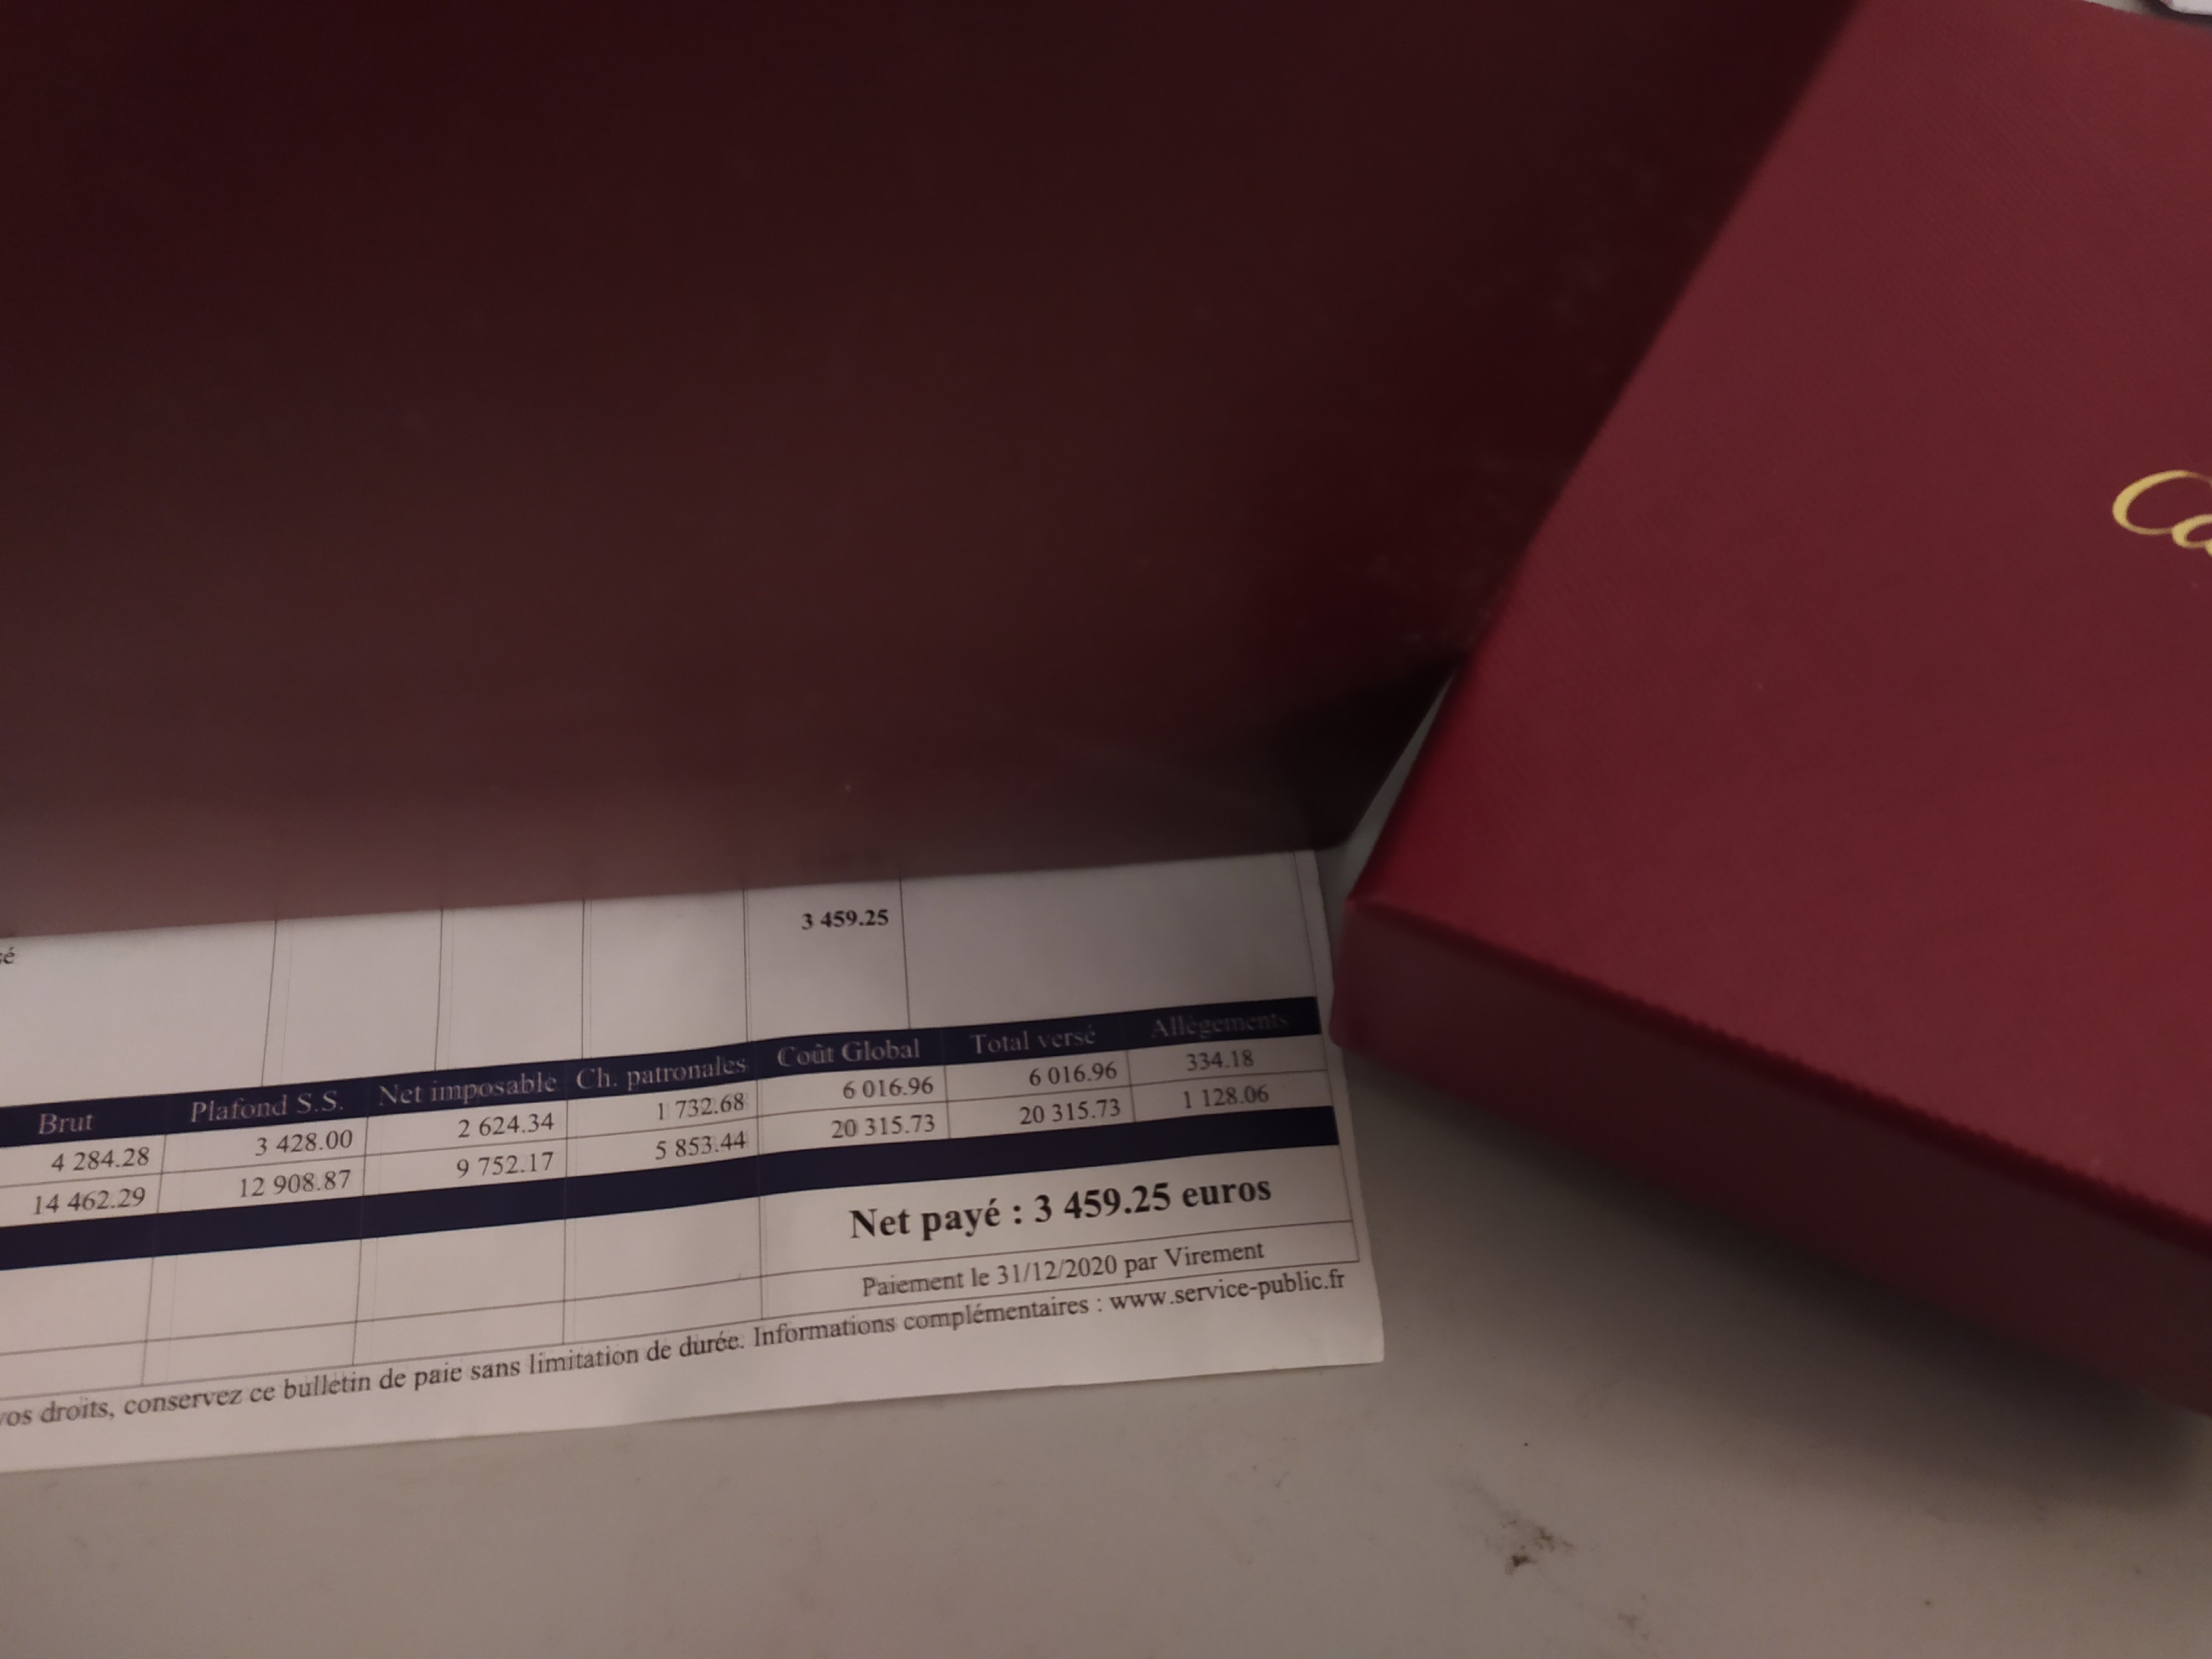 Ca
3 459.25
sé
Brut Plafond S.S. Net imposable Ch. patronales Coût Global Total versé Allègements
4 284.28 3 428.00 2 624.34 1 732.68 6 016.96 6 016.96 334.18
14 462.29 12 908.87 9 752.17 5 853.44 20 315.73 20 315.73 1 128.06
Net payé : 3 459.25 euros
Paiement le 31/12/2020 par Virement
vos droits, conservez ce bulletin de paie sans limitation de durée. Informations complémentaires : www.service-public.fr